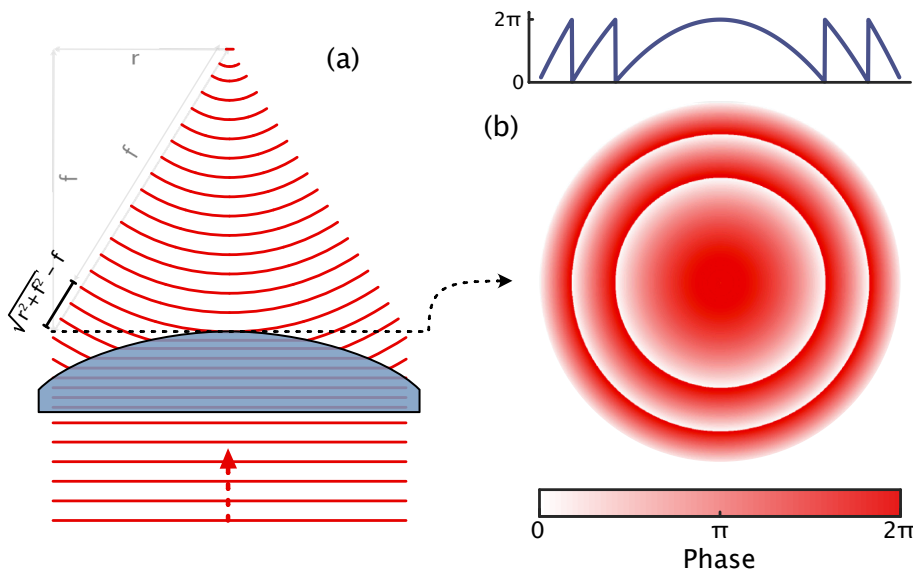 (a)
r
f
f
√r²+f² - f
2π
0
(b)
0 π 2π
Phase